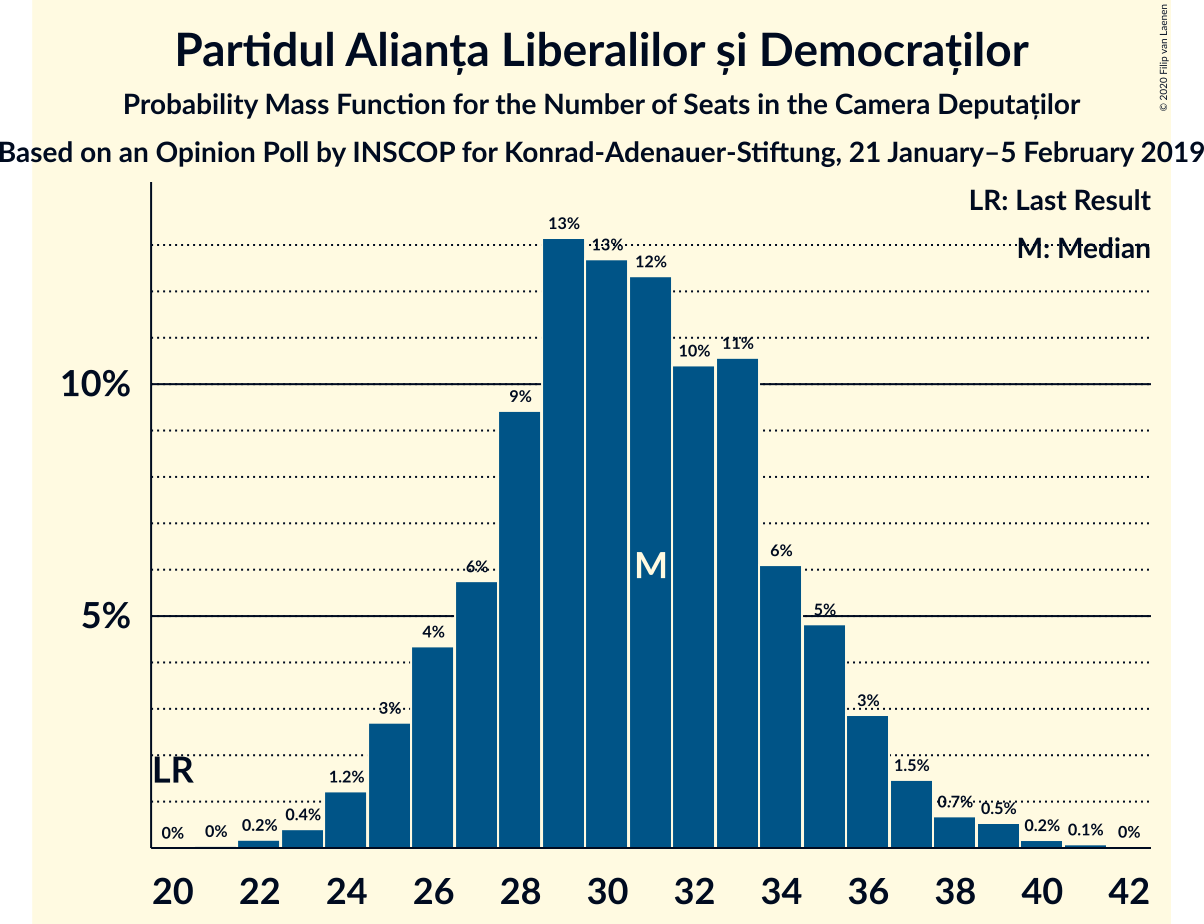 Partidul Alianța Liberalilor și Democraților
Probability Mass Function for the Number of Seats in the Camera Deputaților
Based on an Opinion Poll by INSCOP for Konrad-Adenauer-Stiftung, 21 January–5 February 2019
© 2020 Filip van Laenen
LR: Last Result
M: Median
10%
5%
LR
M
0%
0%
0.2%
0.4%
1.2%
3%
4%
6%
9%
13%
13%
12%
10%
11%
6%
5%
3%
1.5%
0.7%
0.5%
0.2%
0.1%
0%
20 22 24 26 28 30 32 34 36 38 40 42